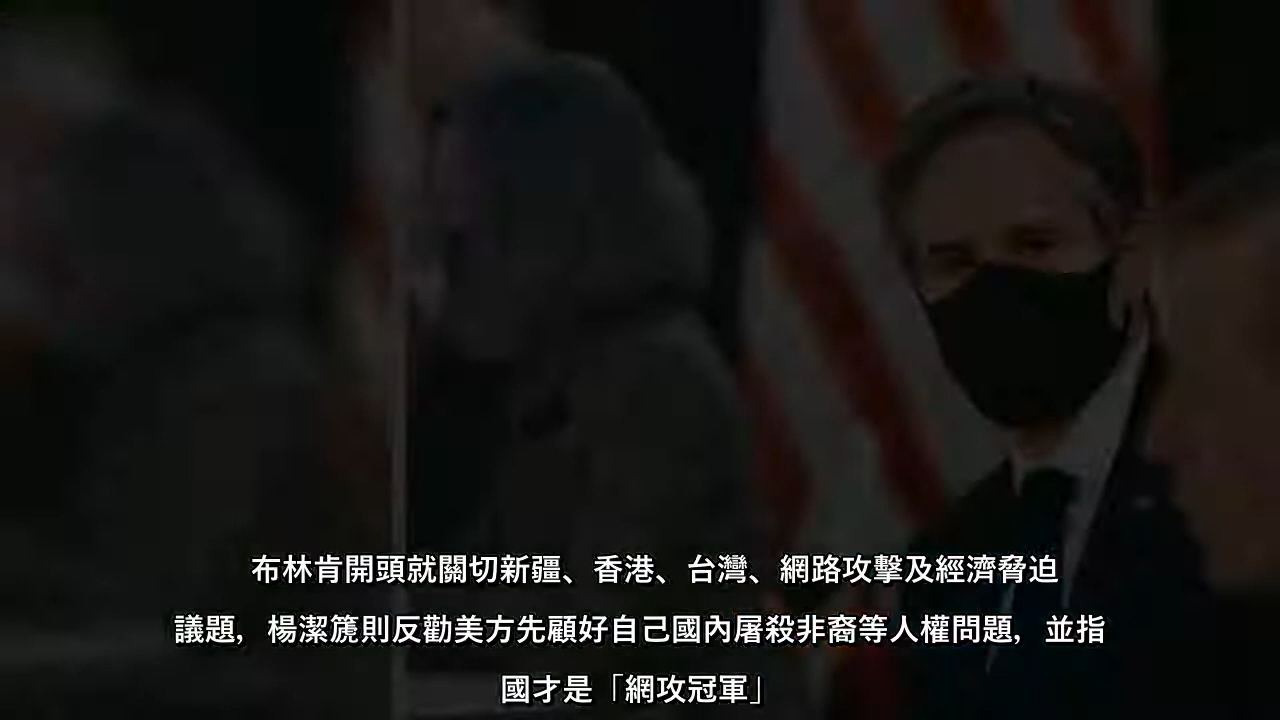 布林肯開頭就關切新疆、香港、台灣、網路攻擊及經濟脅迫
議題，楊潔篪則反勸美方先顧好自己國內屠殺非裔等人權問題，並指
國才是「網攻冠軍」